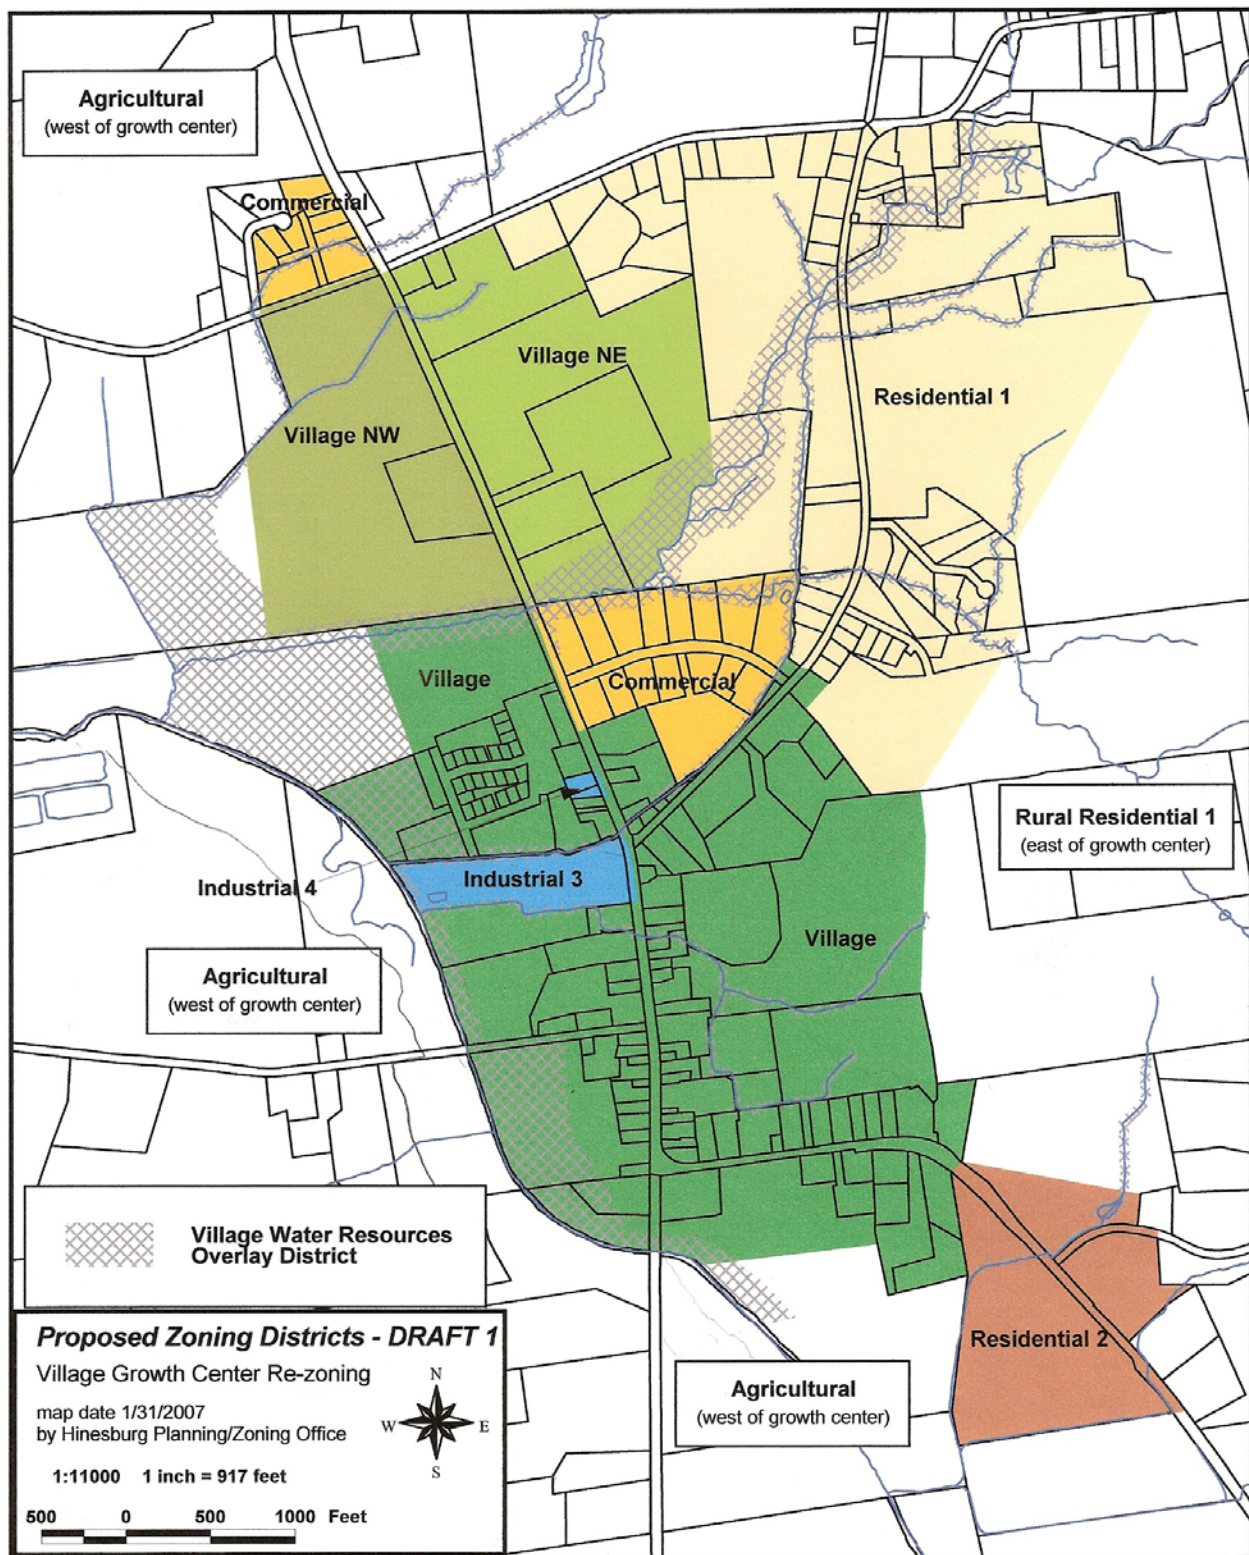 Agricultural
(west of growth center)
Commercial
Village NE
Residential 1
Village NW
Village
Commercial
Rural Residential 1
(east of growth center)
Industrial 4
Industrial 3
Village
Agricultural
(west of growth center)
Village Water Resources
Overlay District
Proposed Zoning Districts - DRAFT 1
Village Growth Center Re-zoning
map date 1/31/2007
by Hinesburg Planning/Zoning Office
N
W
E
S
1:11000 1 inch = 917 feet
500 0 500 1000 Feet
Residential 2
Agricultural
(west of growth center)